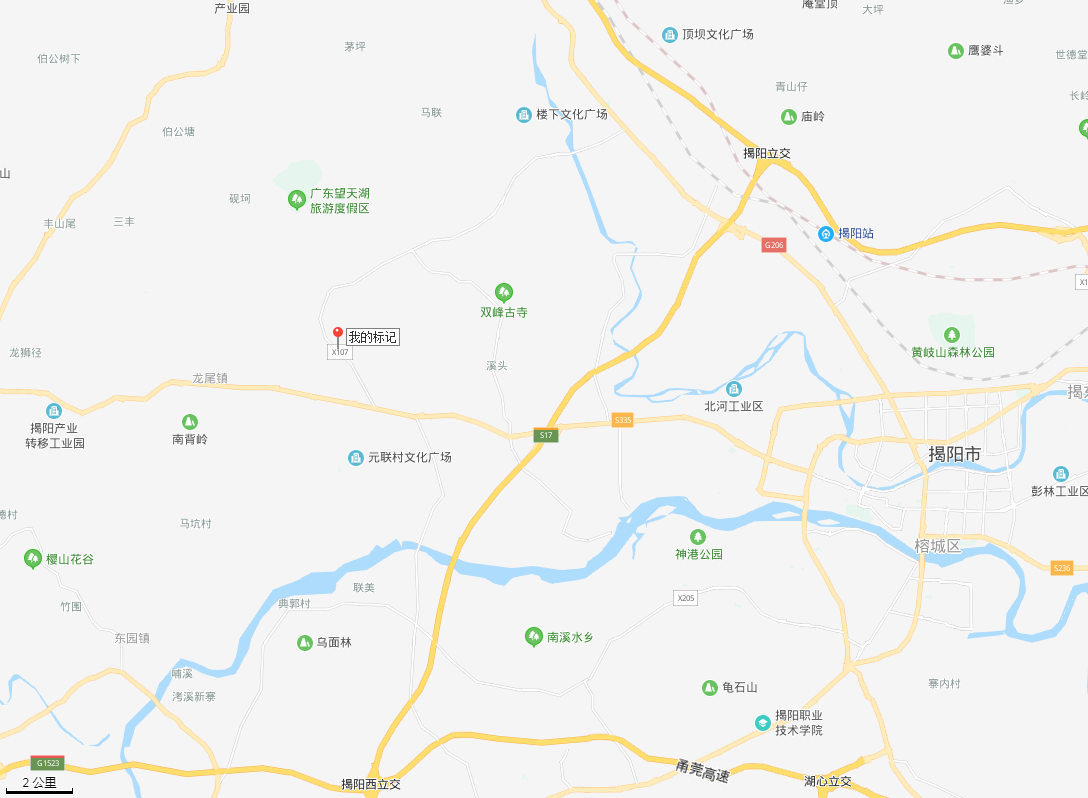 产业园
庵堂顶
大坪
顶坝文化广场
茅坪
鹰婆斗
伯公树下
世德堂
青山仔
长岭
马联
楼下文化广场
庙岭
伯公塘
揭阳立交
山
广东望天湖
旅游度假区
砚坷
三丰
丰山尾
揭阳站
G206
X1
双峰古寺
我的标记
X107
龙狮径
溪头
黄岐山森林公园
龙尾镇
揭阳产业
转移工业园
南背岭
北河工业区
揭东
S335
S17
元联村文化广场
揭阳市
彭林工业区
德村
马坑村
榕城区
樱山花谷
神港公园
S236
联美
典郭村
X205
竹围
东园镇
乌面林
南溪水乡
哺溪
洘溪新寨
龟石山
寨内村
揭阳职业
技术学院
G1523
2 公里
揭阳西立交
甬莞高速
湖心立交